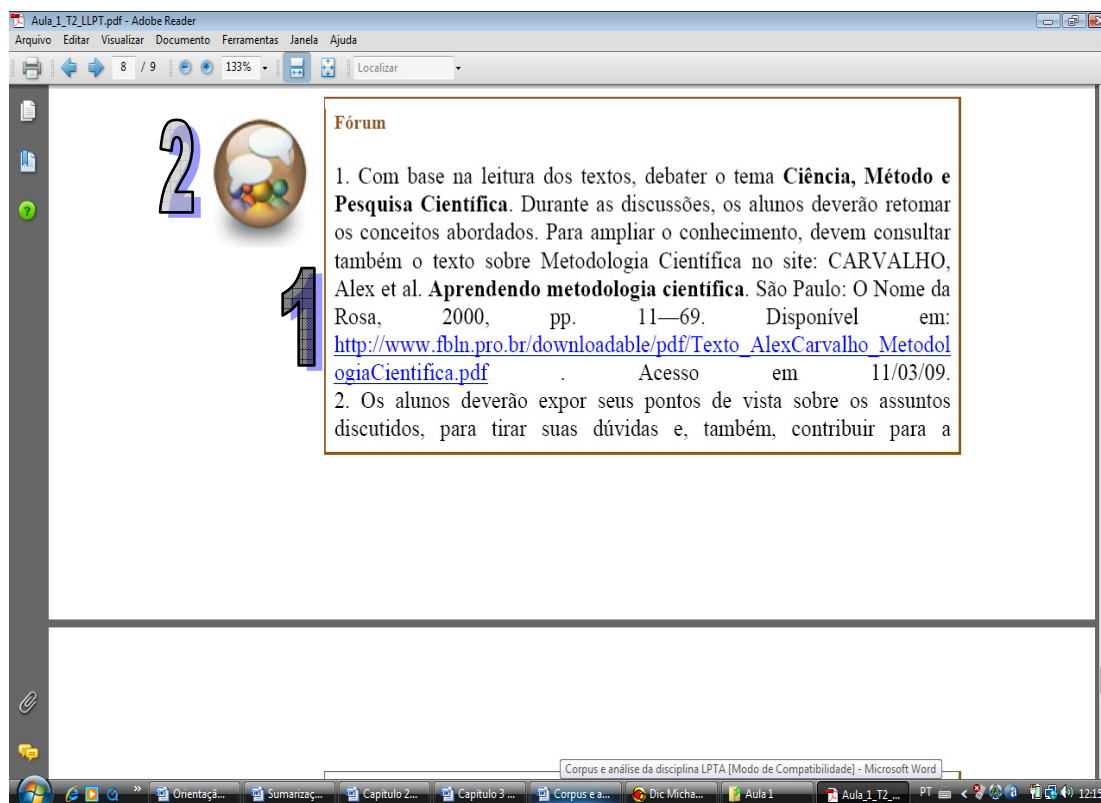 Aula_1_T2_LLPT.pdf - Adobe Reader
Arquivo Editar Visualizar Documento Ferramentas Janela Ajuda
8 / 9 133% Localizar
2
Fórum
1. Com base na leitura dos textos, debater o tema Ciência, Método e
Pesquisa Científica. Durante as discussões, os alunos deverão retomar
os conceitos abordados. Para ampliar o conhecimento, devem consultar
também o texto sobre Metodologia Científica no site: CARVALHO,
1
Alex et al. Aprendendo metodologia científica. São Paulo: O Nome da
Rosa, 2000, pp. 11—69. Disponível em:
http://www.fbln.pro.br/downloadable/pdf/Texto_AlexCarvalho_Metodol
ogiaCientifica.pdf . Acesso em 11/03/09.
2. Os alunos deverão expor seus pontos de vista sobre os assuntos
discutidos, para tirar suas dúvidas e, também, contribuir para a
Corpus e análise da disciplina LPTA [Modo de Compatibilidade] - Microsoft Word
Orientaçã... Sumarizaç... Capítulo 2... Capítulo 3 ... Corpus e a... Dic Micha... Aula 1 Aula_1_T2_... PT 12:15